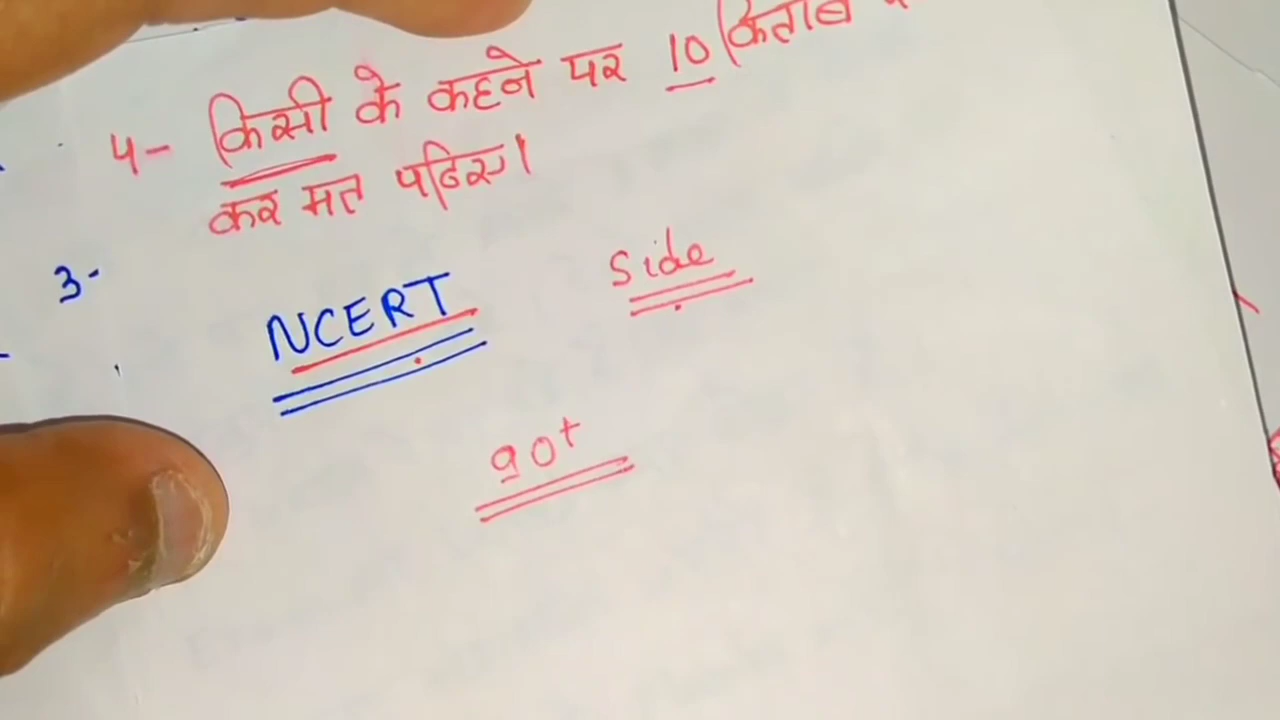 4- किसी के कहने पर 10 किताब
कर मत पढिए।
3-
NCERT side
90+